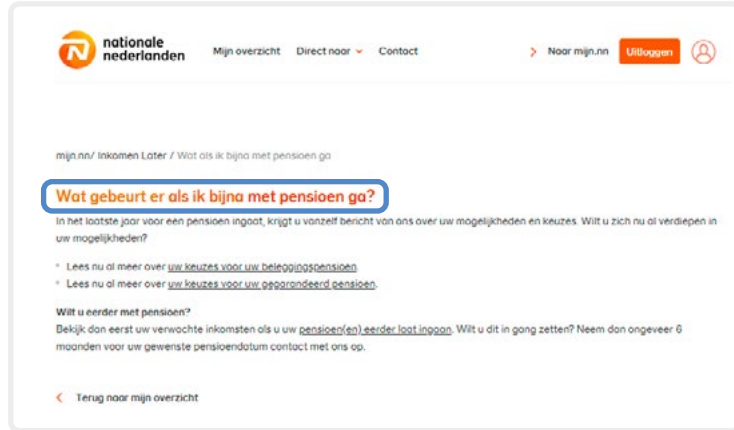 nationale
nederlanden
Mijn overzicht Direct naar Contact Naar mijn.nn Uitloggen
mijn.nn/ Inkomen Later / Wat als ik bijna met pensioen ga
Wat gebeurt er als ik bijna met pensioen ga?
In het laatste jaar voor een pensioen ingaat, krijgt u vanzelf bericht van ons over uw mogelijkheden en keuzes. Wilt u zich nu al verdiepen in
uw mogelijkheden?
Lees nu al meer over uw keuzes voor uw beleggingspensioen.
Lees nu al meer over uw keuzes voor uw gegarandeerd pensioen.
Wilt u eerder met pensioen?
Bekijk dan eerst uw verwachte inkomsten als u uw pensioen(en) eerder laat ingaan. Wilt u dit in gang zetten? Neem dan ongeveer 6
maanden voor uw gewenste pensioendatum contact met ons op.
Terug naar mijn overzicht